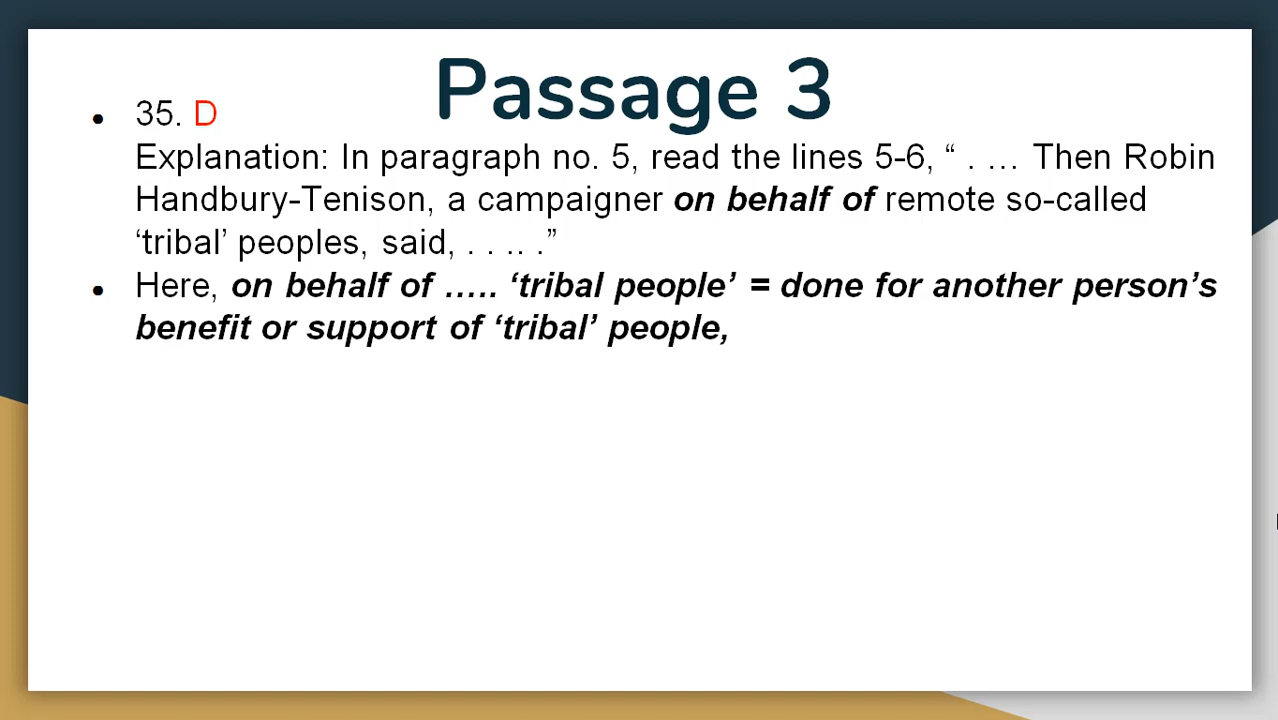 Passage 3
• 35. D
Explanation: In paragraph no. 5, read the lines 5-6, “ . … Then Robin
Handbury-Tenison, a campaigner on behalf of remote so-called
‘tribal’ peoples, said, . . .. .”
• Here, on behalf of ….. ‘tribal people’ = done for another person’s
benefit or support of ‘tribal’ people,